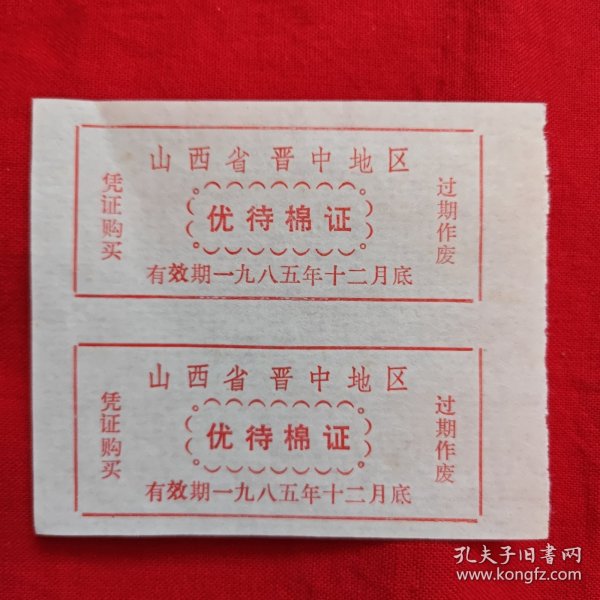 山西省晋中地区
凭证购买
优待棉证
过期作废
有效期一九八五年十二月底
山西省晋中地区
凭证购买
优待棉证
过期作废
有效期一九八五年十二月底
孔夫子旧书网
www.kongfz.com